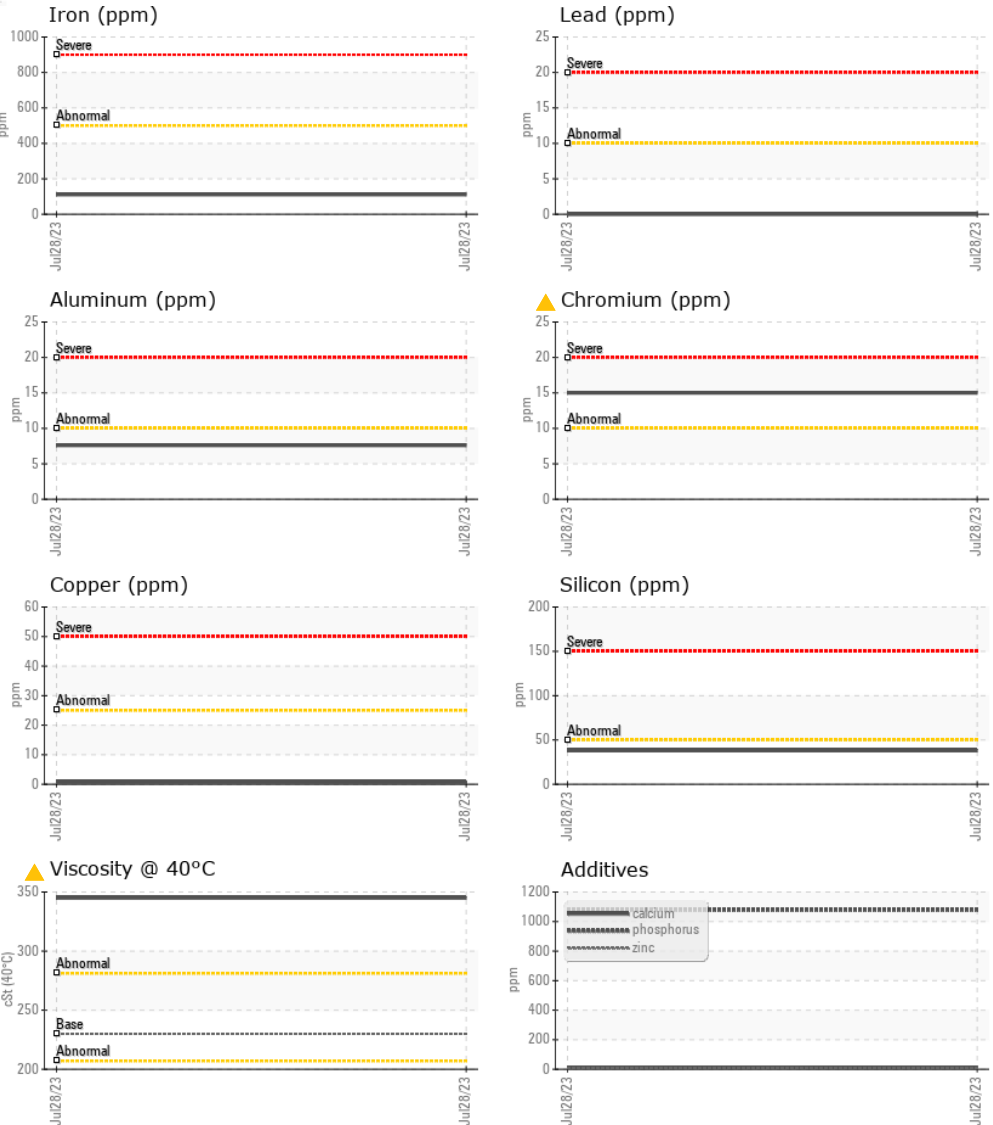 Iron (ppm)
1000
800
600
400
200
0
ppm
Severe
Abnormal
Jul28/23
Jul28/23
Lead (ppm)
25
20
15
10
5
0
ppm
Severe
Abnormal
Jul28/23
Jul28/23
Aluminum (ppm)
25
20
15
10
5
0
ppm
Severe
Abnormal
Jul28/23
Jul28/23
Chromium (ppm)
25
20
15
10
5
0
ppm
Severe
Abnormal
Jul28/23
Jul28/23
Copper (ppm)
60
50
40
30
20
10
0
ppm
Severe
Abnormal
Jul28/23
Jul28/23
Silicon (ppm)
200
150
100
50
0
ppm
Severe
Abnormal
Jul28/23
Jul28/23
Viscosity @ 40°C
350
300
250
200
cSt (40°C)
Abnormal
Base
Abnormal
Jul28/23
Jul28/23
Additives
1200
1000
800
600
400
200
0
ppm
calcium
phosphorus
zinc
Jul28/23
Jul28/23